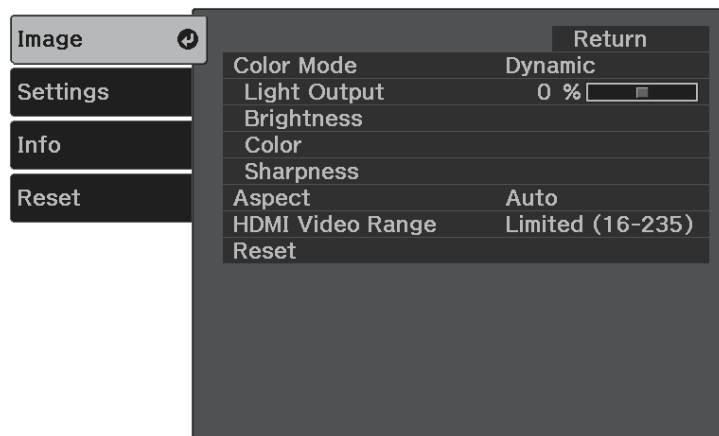 Image
Settings
Info
Reset
Return
Color Mode Dynamic
Light Output 0 %
Brightness
Color
Sharpness
Aspect Auto
HDMI Video Range Limited (16-235)
Reset